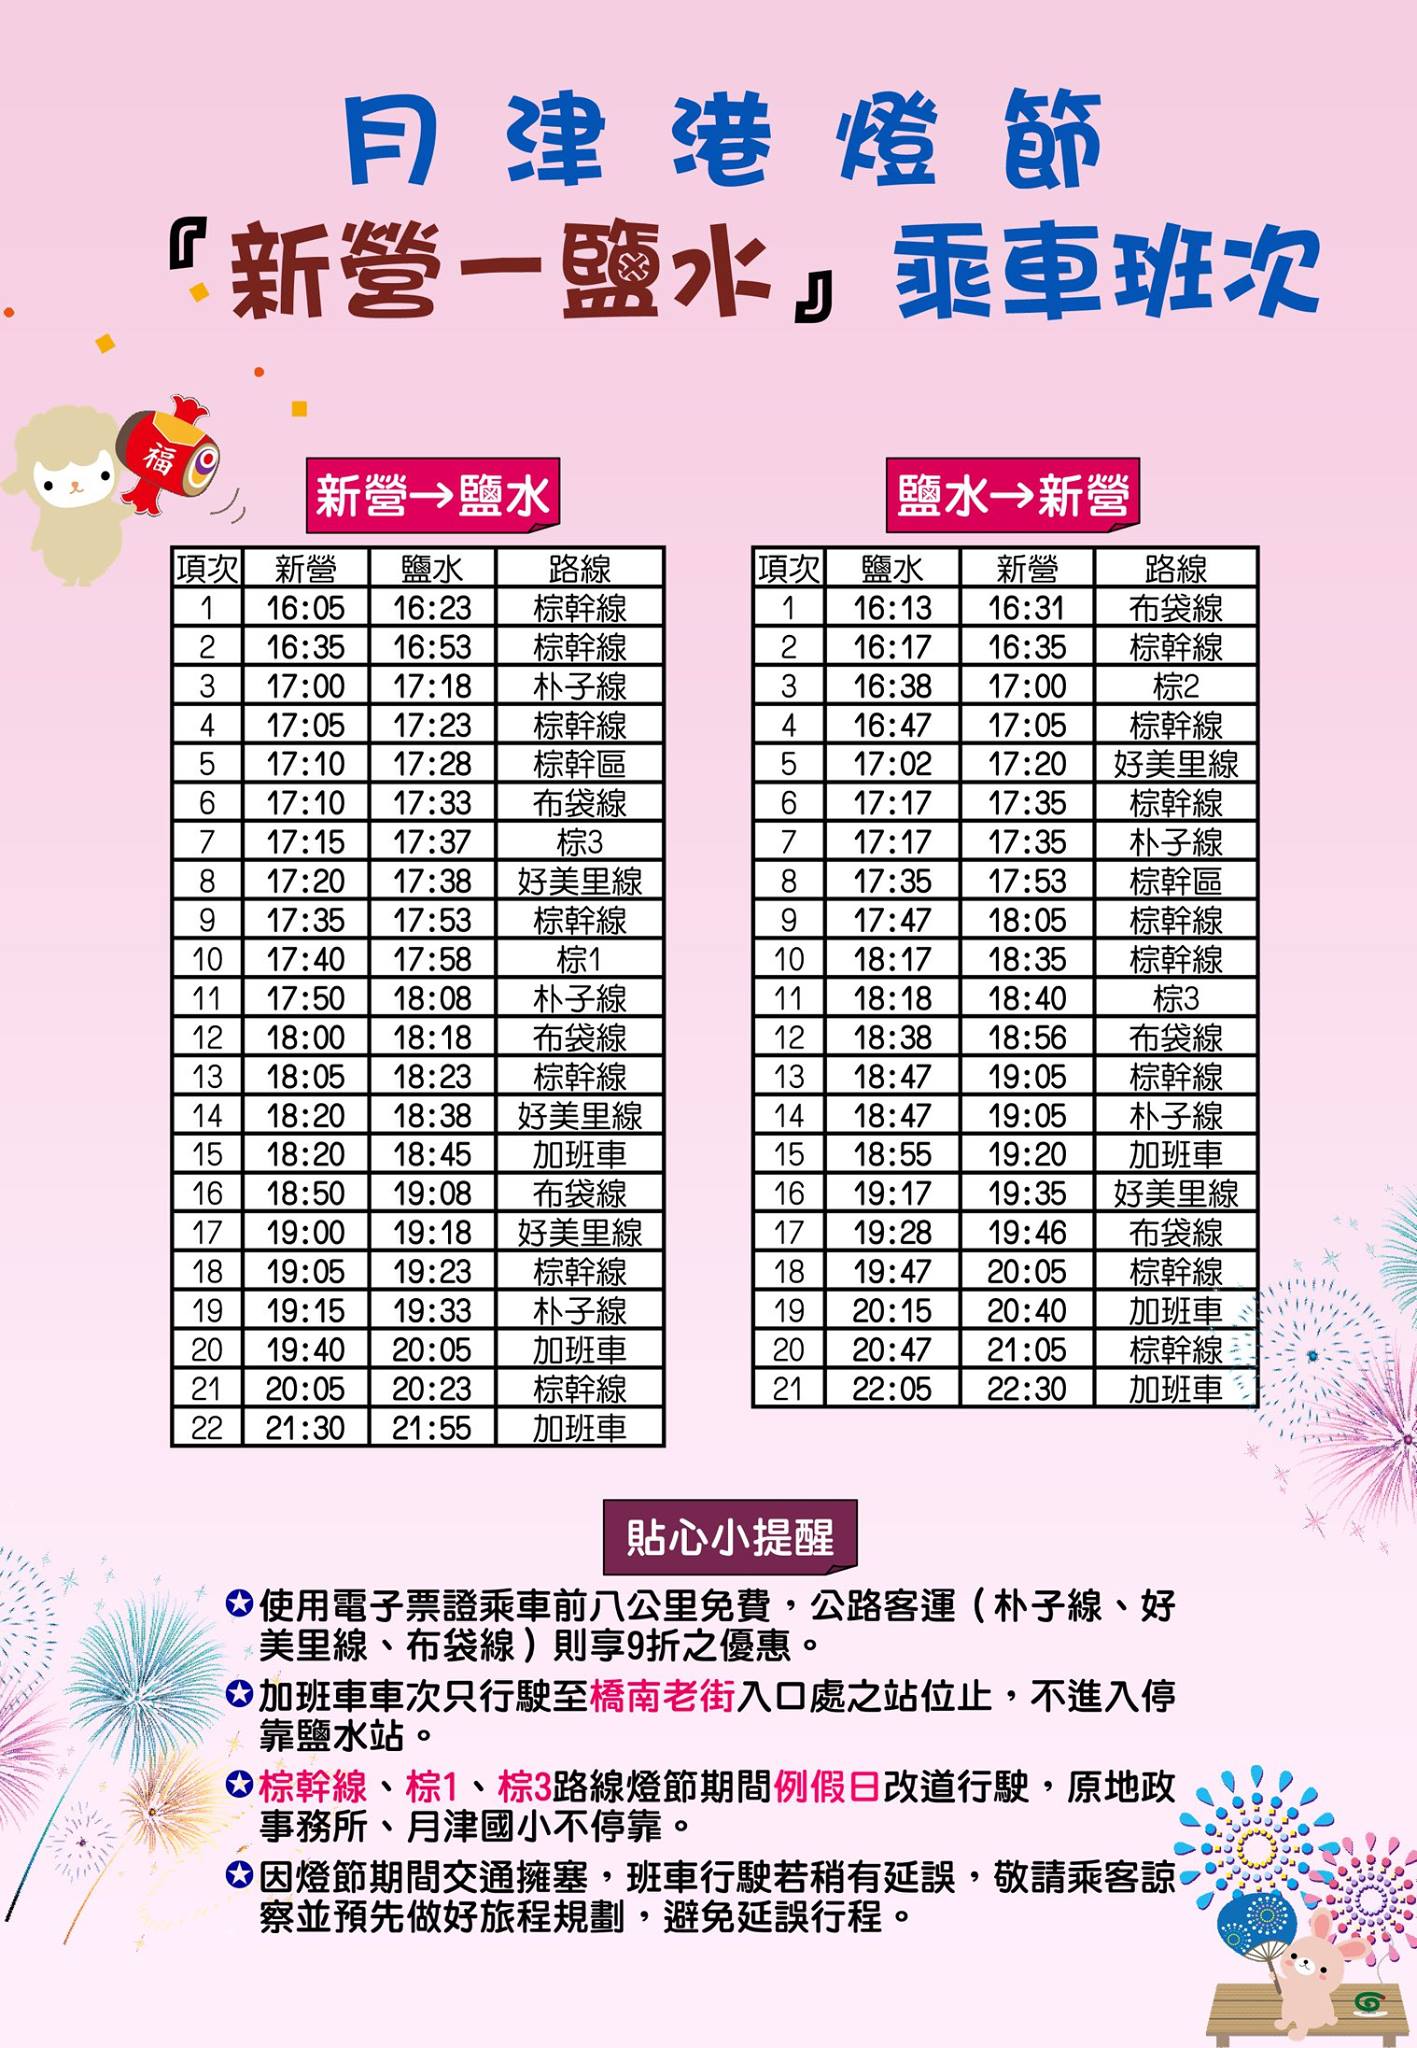 月津港燈節
『新營－鹽水』乘車班次
福
新營→鹽水
項次 新營 鹽水 路線
1 16:05 16:23 棕幹線
2 16:35 16:53 棕幹線
3 17:00 17:18 朴子線
4 17:05 17:23 棕幹線
5 17:10 17:28 棕幹區
6 17:10 17:33 布袋線
7 17:15 17:37 棕3
8 17:20 17:38 好美里線
9 17:35 17:53 棕幹線
10 17:40 17:58 棕1
11 17:50 18:08 朴子線
12 18:00 18:18 布袋線
13 18:05 18:23 棕幹線
14 18:20 18:38 好美里線
15 18:20 18:45 加班車
16 18:50 19:08 布袋線
17 19:00 19:18 好美里線
18 19:05 19:23 棕幹線
19 19:15 19:33 朴子線
20 19:40 20:05 加班車
21 20:05 20:23 棕幹線
22 21:30 21:55 加班車
鹽水→新營
項次 鹽水 新營 路線
1 16:13 16:31 布袋線
2 16:17 16:35 棕幹線
3 16:38 17:00 棕2
4 16:47 17:05 棕幹線
5 17:02 17:20 好美里線
6 17:17 17:35 棕幹線
7 17:17 17:35 朴子線
8 17:35 17:53 棕幹區
9 17:47 18:05 棕幹線
10 18:17 18:35 棕幹線
11 18:18 18:40 棕3
12 18:38 18:56 布袋線
13 18:47 19:05 棕幹線
14 18:47 19:05 朴子線
15 18:55 19:20 加班車
16 19:17 19:35 好美里線
17 19:28 19:46 布袋線
18 19:47 20:05 棕幹線
19 20:15 20:40 加班車
20 20:47 21:05 棕幹線
21 22:05 22:30 加班車
貼心小提醒
使用電子票證乘車前八公里免費，公路客運（朴子線、好
美里線、布袋線）則享9折之優惠。
加班車車次只行駛至橋南老街入口處之站位止，不進入停
靠鹽水站。
棕幹線、棕1、棕3路線燈節期間例假日改道行駛，原地政
事務所、月津國小不停靠。
因燈節期間交通擁塞，班車行駛若稍有延誤，敬請乘客諒
察並預先做好旅程規劃，避免延誤行程。